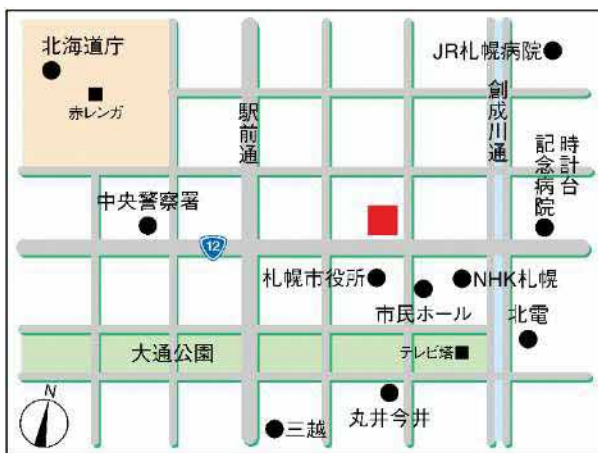 北海道庁
JR札幌病院
赤レンガ
駅前通
創成川通
時計台
記念病院
中央警察署
12
札幌市役所
NHK札幌
市民ホール
北電
大通公園
テレビ塔
N
丸井今井
三越